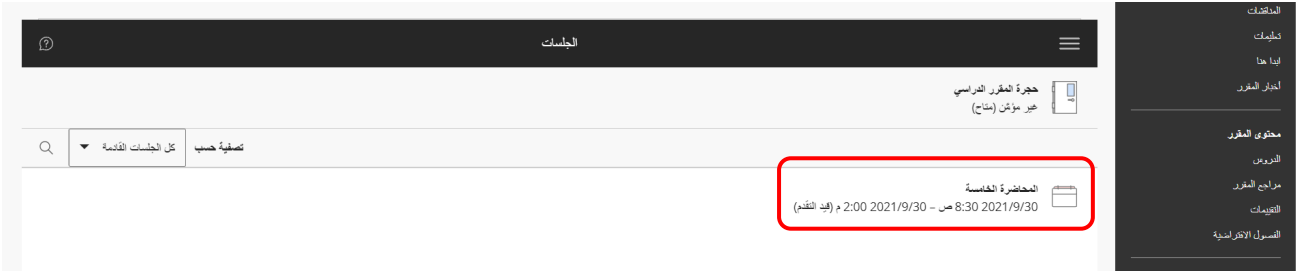 المناقشات
تعليمات
ابدا هنا
أخبار المقرر
محتوى المقرر
الدروس
مراجع المقرر
التقييمات
الفصول الافتراضية
الجلسات
حجرة المقرر الدراسي
غير مؤمّن (متاح)
تصفية حسب كل الجلسات القادمة
المحاضرة الخامسة
2021/9/30 8:30 ص – 2021/9/30 2:00 م (قيد التقدم)